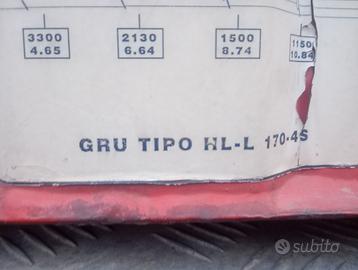 3300 2130 1500 1150
4.65 6.64 8.74 10.84
GRU TIPO HL-L 170-4S
subito